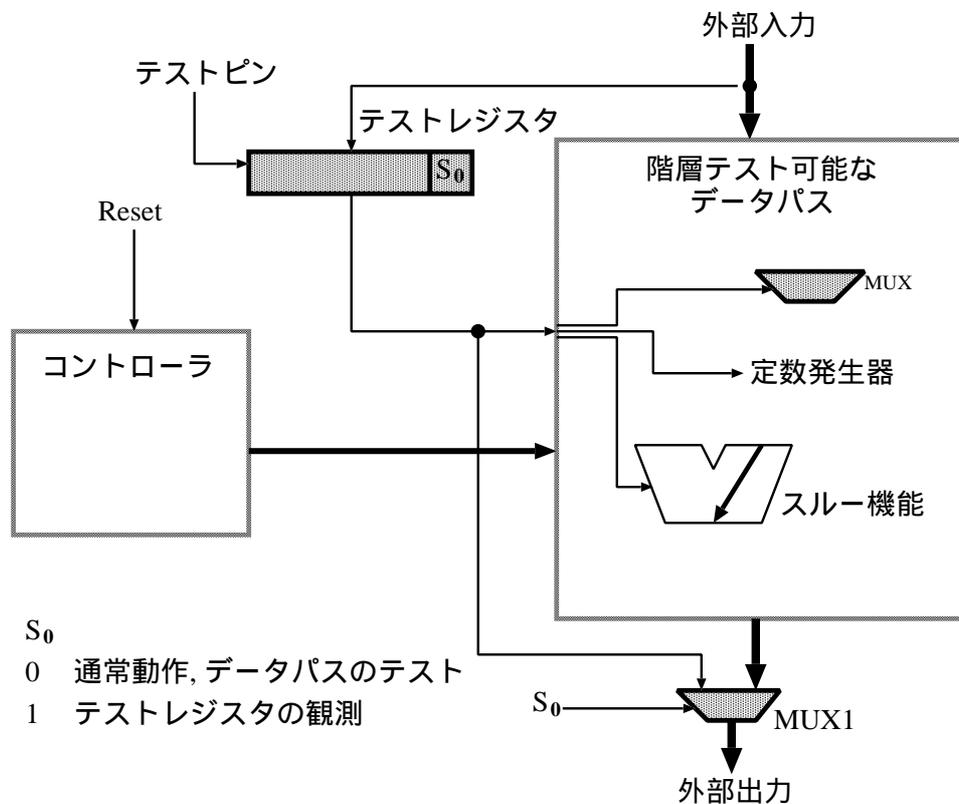 外部入力
テストピン
テストレジスタ
S0
階層テスト可能な
データパス
Reset
MUX
コントローラ
定数発生器
スルー機能
S0
0 通常動作, データパスのテスト
1 テストレジスタの観測
S0
MUX1
外部出力